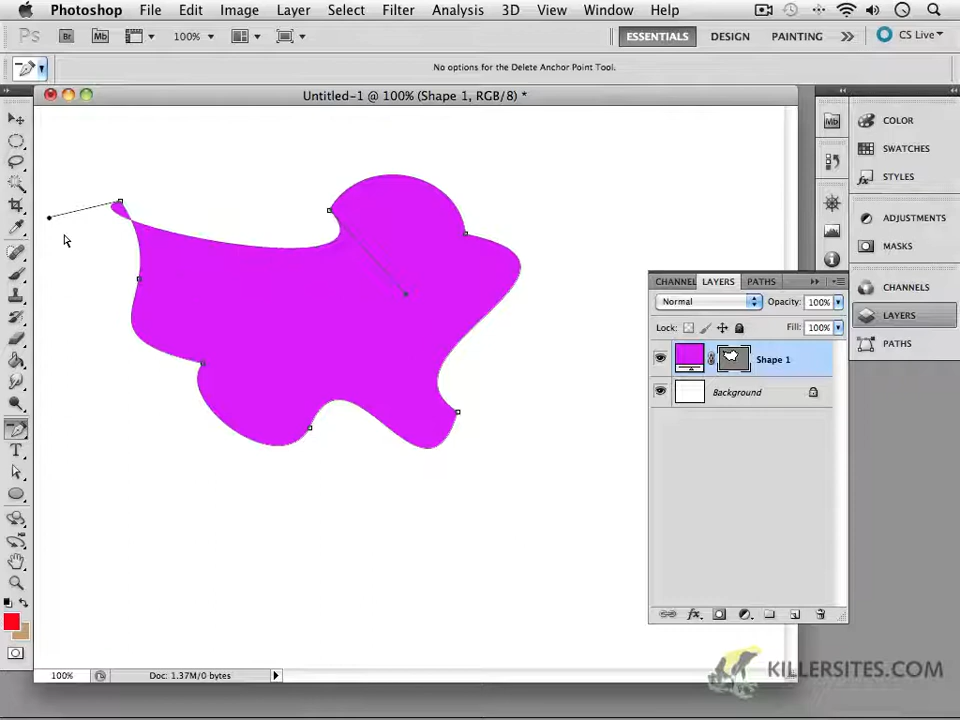 Photoshop File Edit Image Layer Select Filter Analysis 3D View Window Help
Ps Br Mb 100% ESSENTIALS DESIGN PAINTING CS Live
No options for the Delete Anchor Point Tool.
Untitled-1 @ 100% (Shape 1, RGB/8) *
Mb COLOR
SWATCHES
STYLES
ADJUSTMENTS
MASKS
CHANNELS
LAYERS
PATHS
CHANNEL LAYERS PATHS
Normal Opacity: 100%
Lock: Fill: 100%
Shape 1
Background
T
fx
100% Doc: 1.37M/0 bytes
KILLERSITES.COM